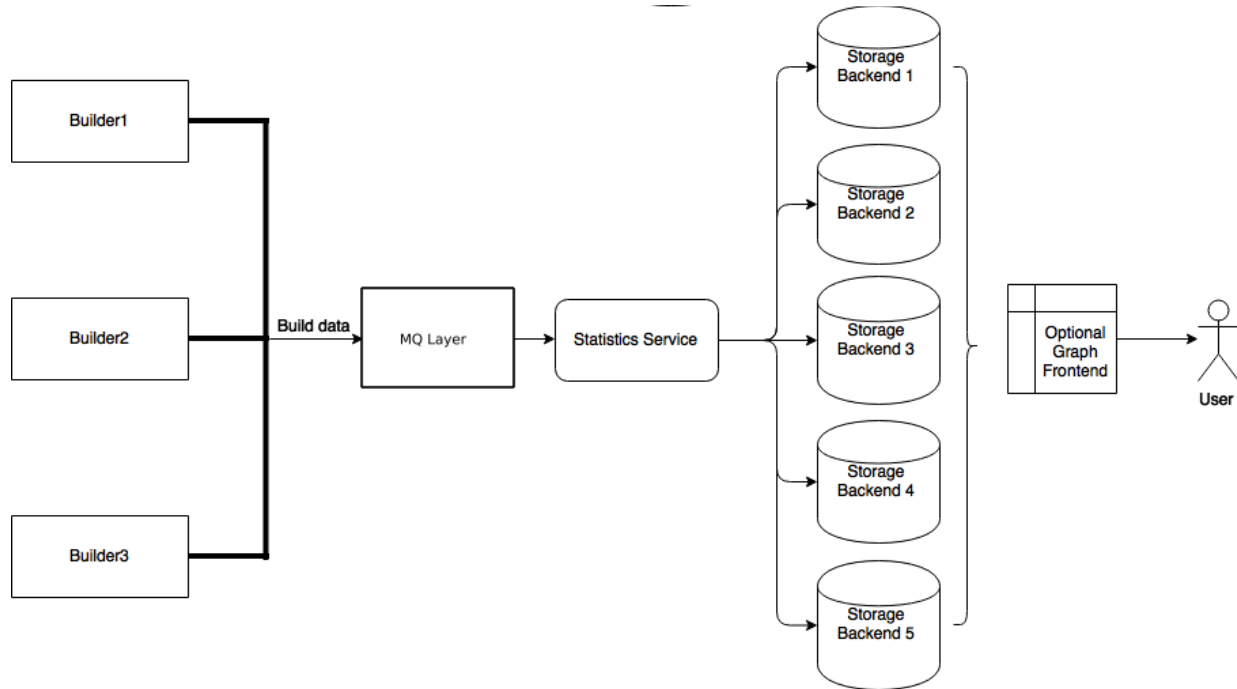 Builder1
Builder2
Builder3
Build data
MQ Layer
Statistics Service
Storage
Backend 1
Storage
Backend 2
Storage
Backend 3
Storage
Backend 4
Storage
Backend 5
Optional
Graph
Frontend
User